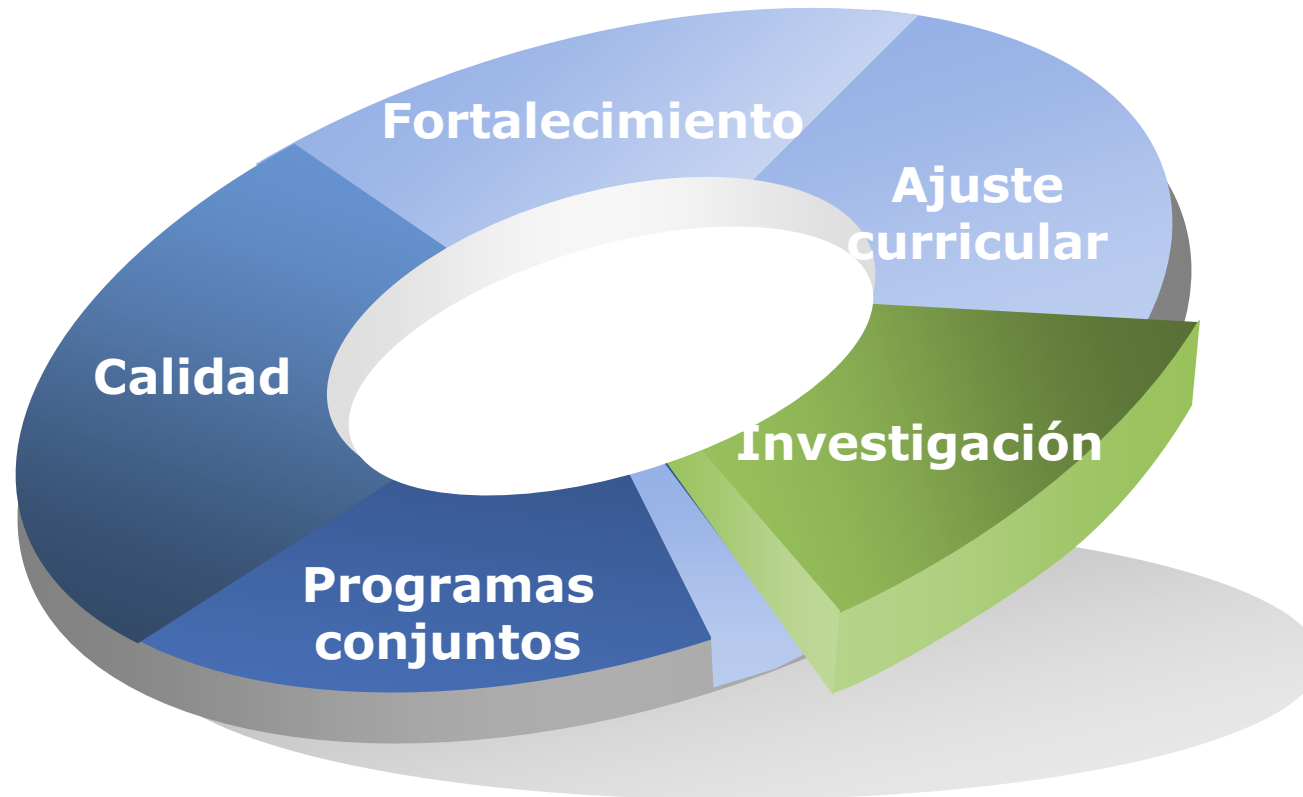 Fortalecimiento
Ajuste
curricular
Calidad
Investigación
Programas
conjuntos